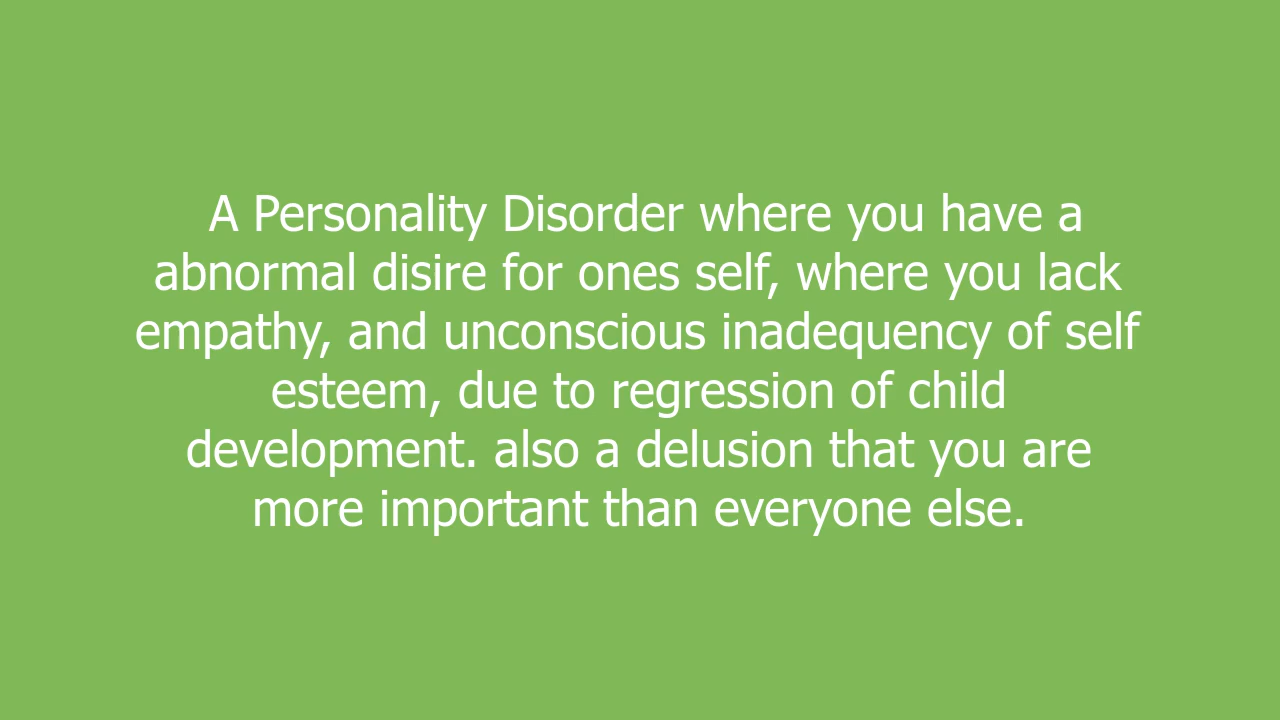 A Personality Disorder where you have a
abnormal disire for ones self, where you lack
empathy, and unconscious inadequency of self
esteem, due to regression of child
development. also a delusion that you are
more important than everyone else.